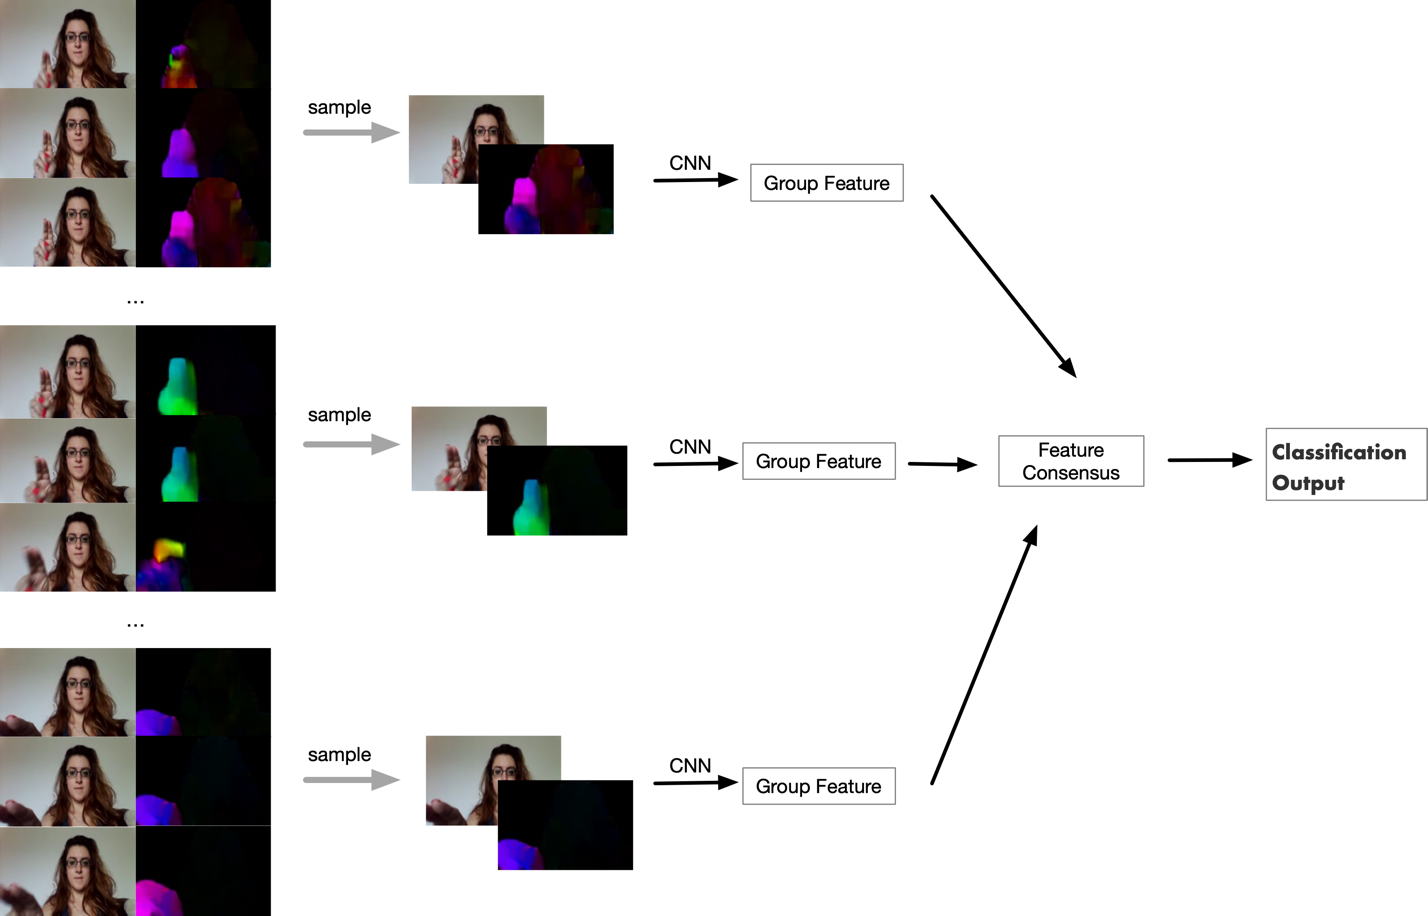 sample
CNN
Group Feature
...
sample
CNN
Group Feature
Feature
Consensus
Classification
Output
...
sample
CNN
Group Feature